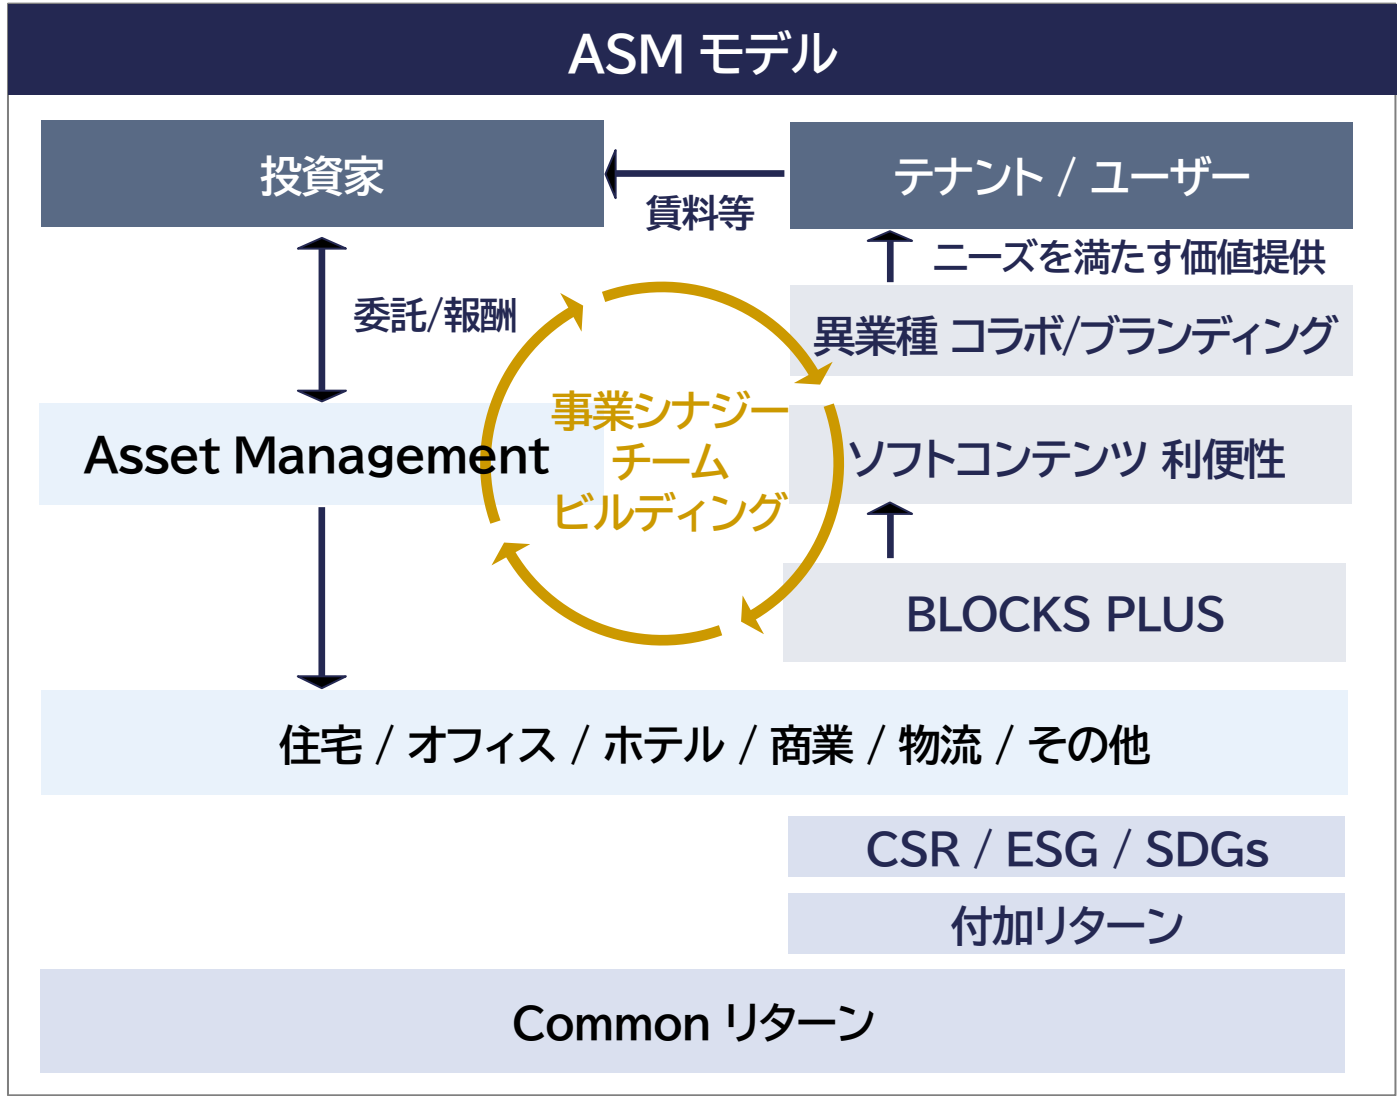 ASM モデル
投資家
テナント / ユーザー
賃料等
ニーズを満たす価値提供
委託/報酬
異業種 コラボ/ブランディング
事業シナジー
チーム
ビルディング
Asset Management
ソフトコンテンツ 利便性
BLOCKS PLUS
住宅 / オフィス / ホテル / 商業 / 物流 / その他
CSR / ESG / SDGs
付加リターン
Common リターン